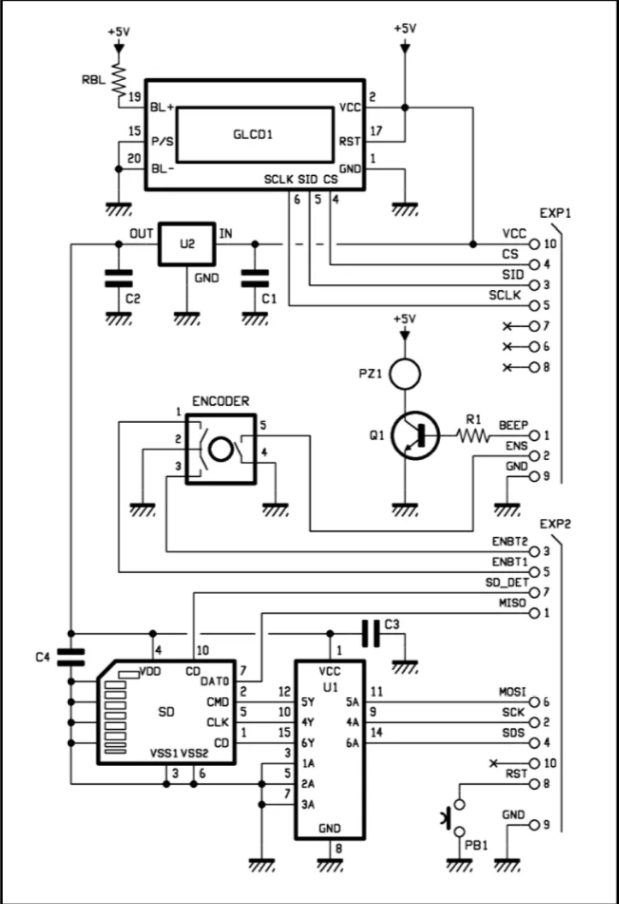 +5V
+5V
RBL
19 BL+
VCC 2
15 P/S
GLCD1
RST 17
20 BL-
GND 1
SCLK SID CS
6 5 4
EXP1
OUT U2 IN
VCC 10
CS 4
GND
SID 3
C2
C1
SCLK 5
+5V
7
6
PZ1
8
ENCODER
1
R1
5
BEEP 1
2
Q1
ENS 2
4
3
GND 9
EXP2
ENBT2 3
ENBT1 5
SD_DET 7
MISO 1
C3
C4
4 10
1
VDD CD
VCC
7
DAT0
U1
SD
CMD 2
12 5Y
5A 11
MOSI 6
CLK 5
10 4Y
4A 9
SCK 2
CD 1
15 6Y
6A 14
SDS 4
VSS1 VSS2
3 1A
10
3 6
5 2A
RST 8
7 3A
GND
GND 9
8
PB1